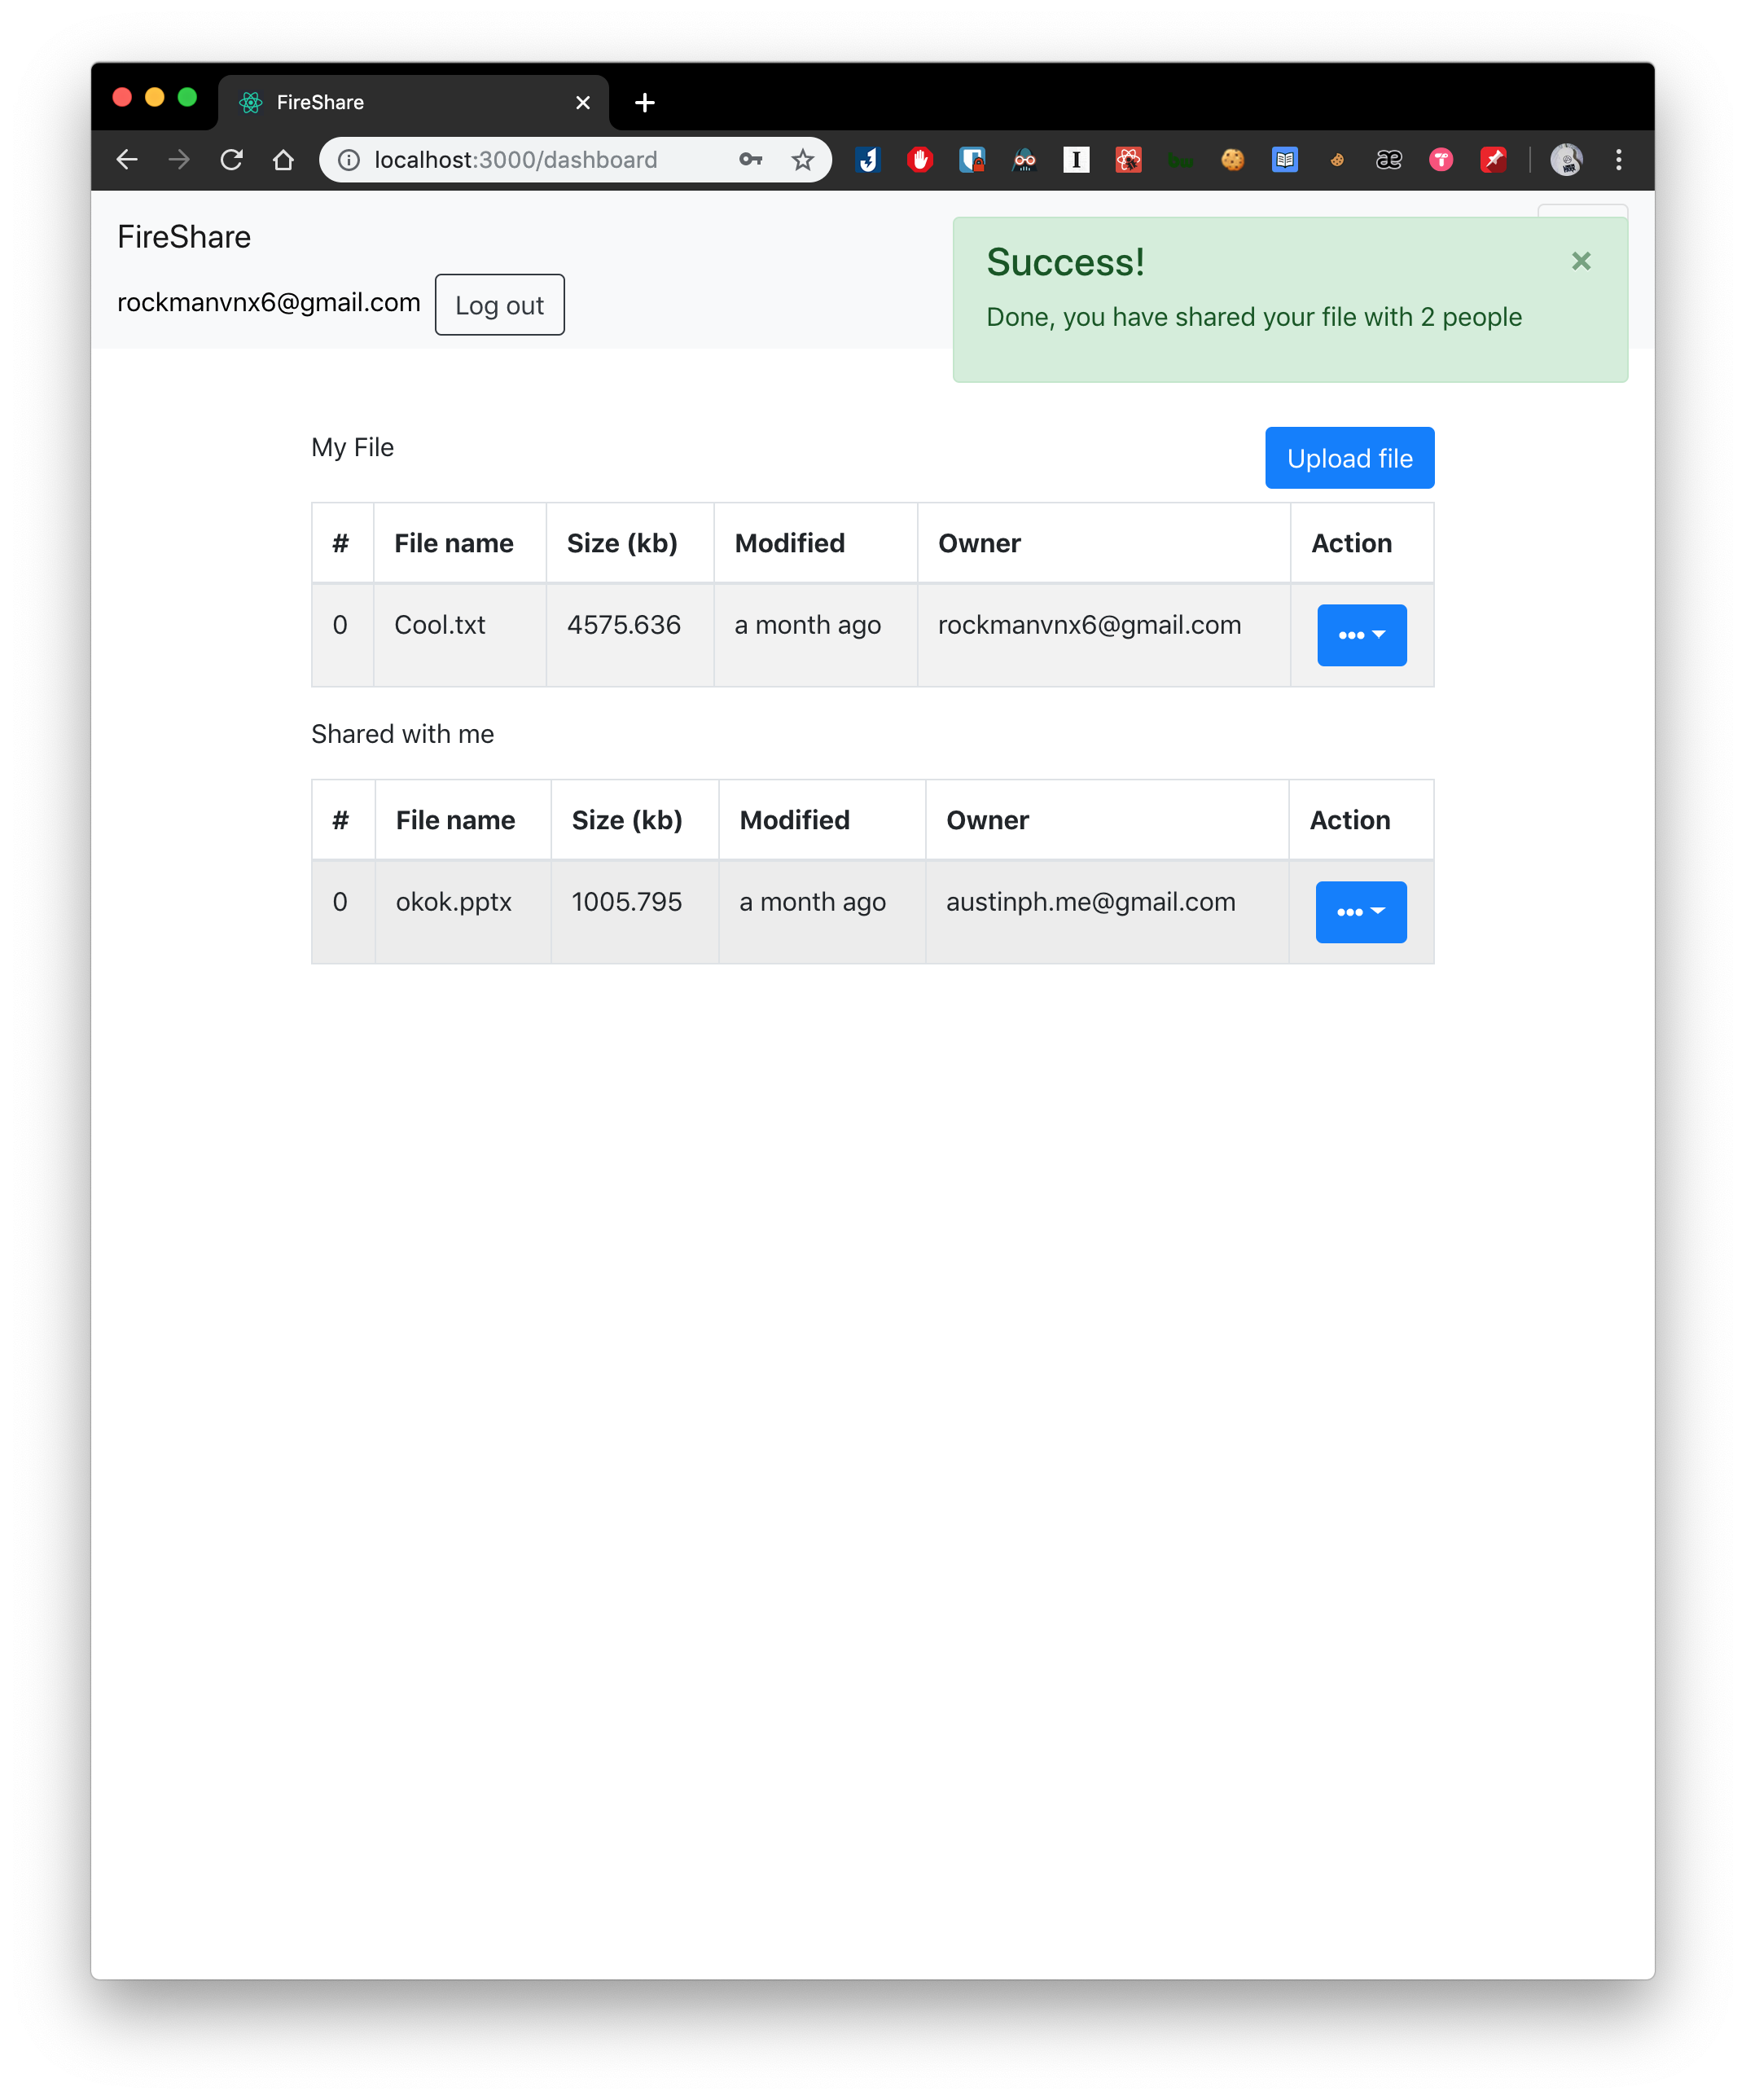 FireShare
localhost:3000/dashboard
FireShare
rockmanvnx6@gmail.com Log out
Success!
Done, you have shared your file with 2 people
My File
Upload file
# File name Size (kb) Modified Owner Action
0 Cool.txt 4575.636 a month ago rockmanvnx6@gmail.com
Shared with me
# File name Size (kb) Modified Owner Action
0 okok.pptx 1005.795 a month ago austinph.me@gmail.com